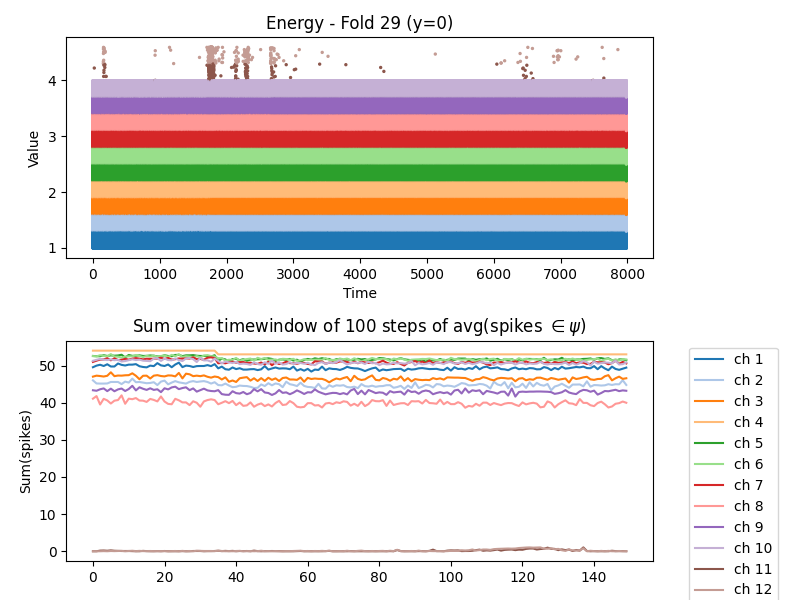 Energy - Fold 29 (y=0)
Value
4
3
2
1
0 1000 2000 3000 4000 5000 6000 7000 8000
Time
Sum over timewindow of 100 steps of avg(spikes ∈ ψ)
Sum(spikes)
50
40
30
20
10
0
0 20 40 60 80 100 120 140
ch 1
ch 2
ch 3
ch 4
ch 5
ch 6
ch 7
ch 8
ch 9
ch 10
ch 11
ch 12